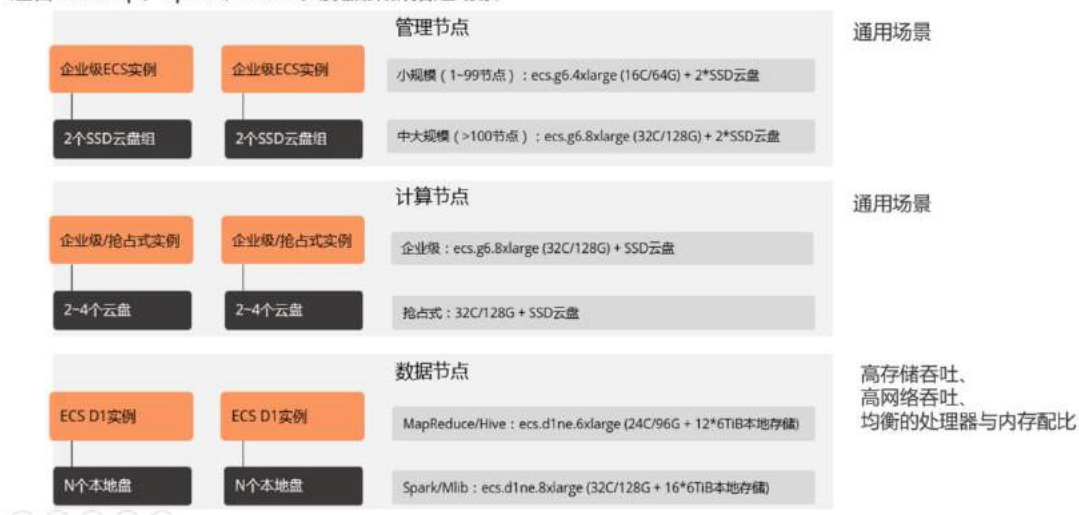 管理节点
通用场景
企业级ECS实例
企业级ECS实例
小规模（1~99节点）：ecs.g6.4xlarge (16C/64G) + 2*SSD云盘
2个SSD云盘组
2个SSD云盘组
中大规模（>100节点）：ecs.g6.8xlarge (32C/128G) + 2*SSD云盘
计算节点
通用场景
企业级/抢占式实例
企业级/抢占式实例
企业级：ecs.g6.8xlarge (32C/128G) + SSD云盘
2~4个云盘
2~4个云盘
抢占式：32C/128G + SSD云盘
数据节点
高存储吞吐、
高网络吞吐、
均衡的处理器与内存配比
ECS D1实例
ECS D1实例
MapReduce/Hive：ecs.d1ne.6xlarge (24C/96G + 12*6TiB本地存储)
N个本地盘
N个本地盘
Spark/Mlib：ecs.d1ne.8xlarge (32C/128G + 16*6TiB本地存储)